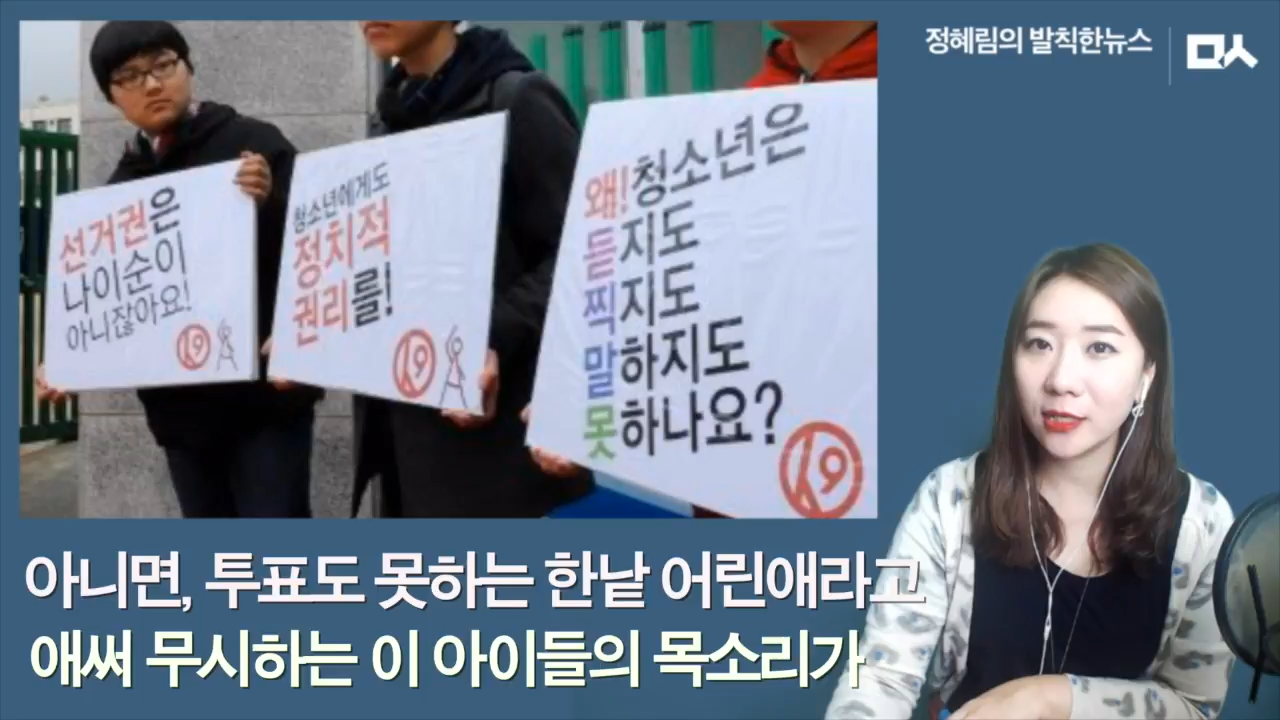 정혜림의 발칙한뉴스
선거권은
나이순이
아니잖아요!
19
청소년에게도
정치적
권리를!
19
왜! 청소년은
듣지도
찍지도
말하지도
못하나요?
19
아니면, 투표도 못하는 한낱 어린애라고
애써 무시하는 이 아이들의 목소리가